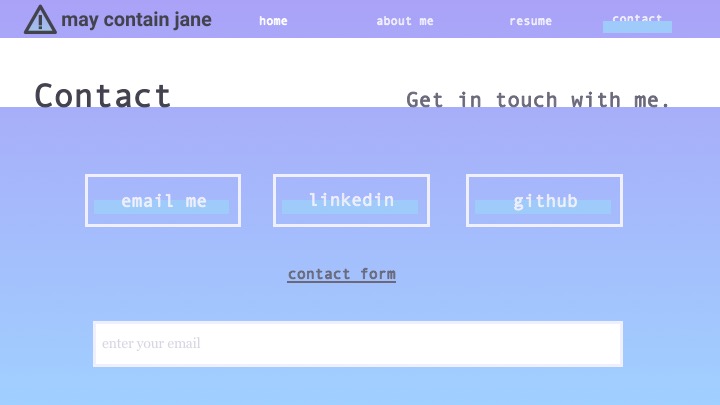 may contain jane home about me resume contact
Contact
Get in touch with me.
email me linkedin github
contact form
enter your email